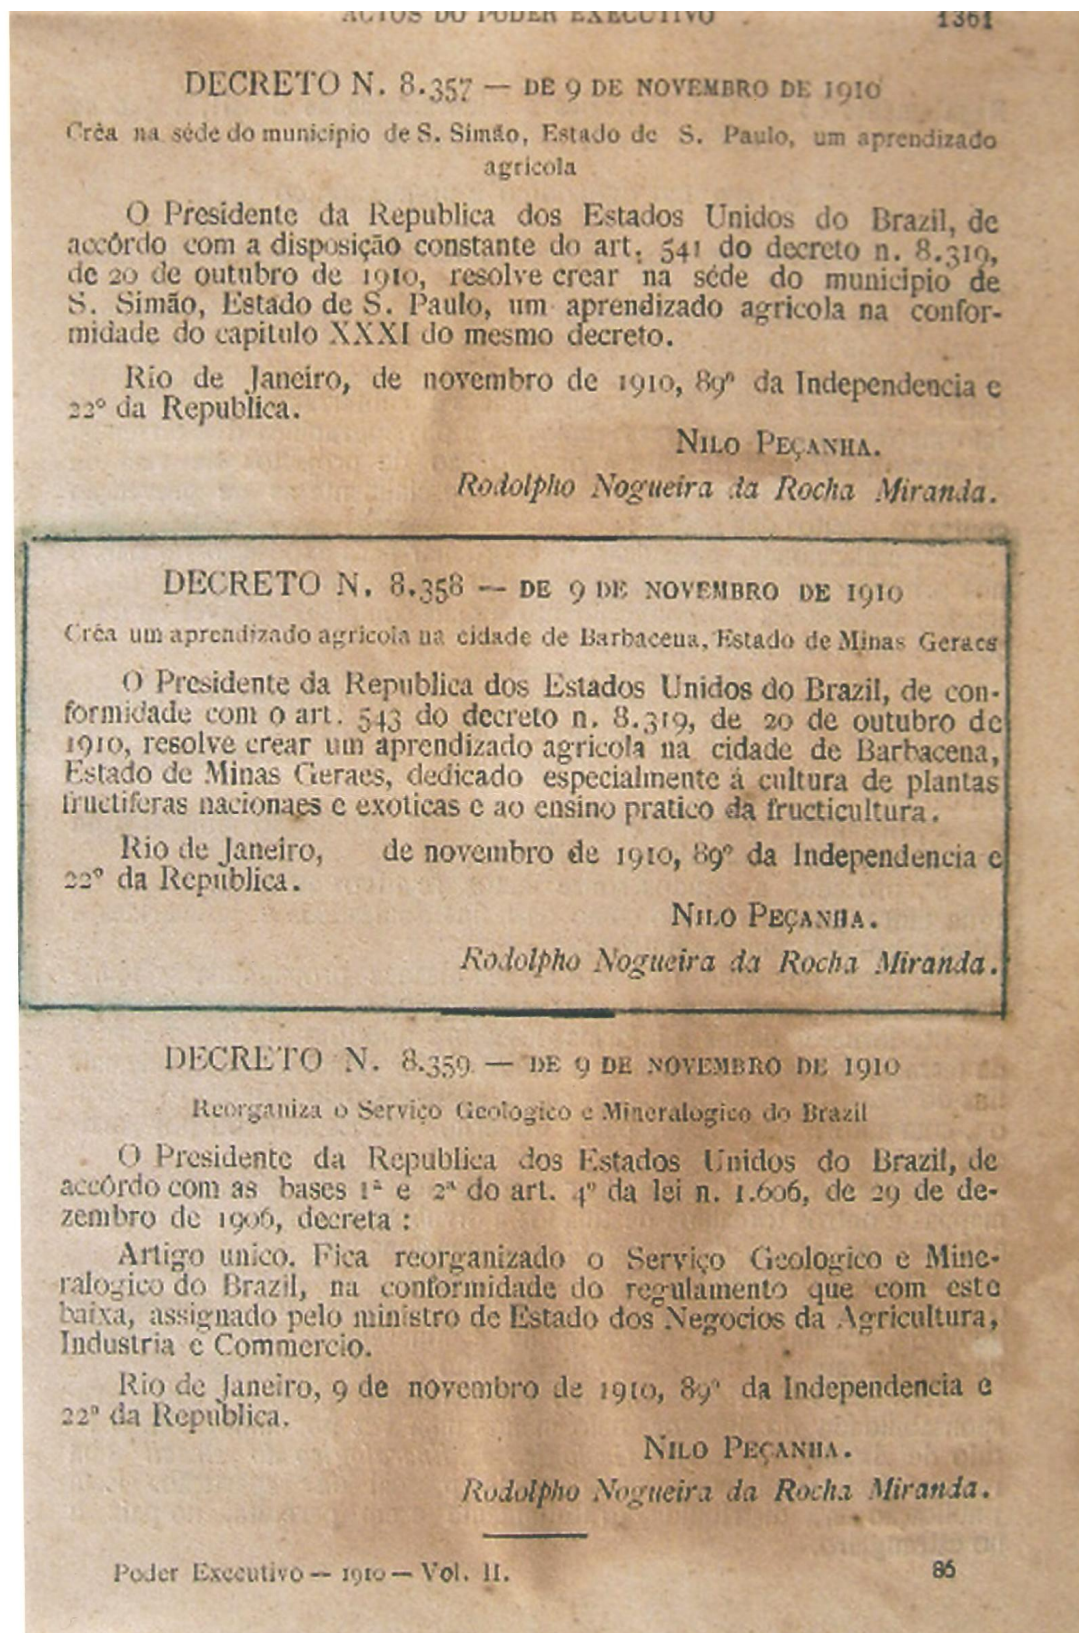 ACTOS DO PODER EXECUTIVO 1361
DECRETO N. 8.357 — DE 9 DE NOVEMBRO DE 1910
Créa na séde do municipio de S. Simão, Estado de S. Paulo, um aprendizado
agricola
O Presidente da Republica dos Estados Unidos do Brazil, de
accôrdo com a disposição constante do art. 541 do decreto n. 8.319,
de 20 de outubro de 1910, resolve crear na séde do municipio de
S. Simão, Estado de S. Paulo, um aprendizado agricola na confor-
midade do capitulo XXXI do mesmo decreto.
Rio de Janeiro, de novembro de 1910, 89º da Independencia e
22º da Republica.
NILO PEÇANHA.
Rodolpho Nogueira da Rocha Miranda.
DECRETO N. 8.358 — DE 9 DE NOVEMBRO DE 1910
Créa um aprendizado agricola na cidade de Barbacena, Estado de Minas Geraes
O Presidente da Republica dos Estados Unidos do Brazil, de con-
formidade com o art. 543 do decreto n. 8.319, de 20 de outubro de
1910, resolve crear um aprendizado agricola na cidade de Barbacena,
Estado de Minas Geraes, dedicado especialmente á cultura de plantas
fructiferas nacionaes e exoticas e ao ensino pratico da fructicultura.
Rio de Janeiro, de novembro de 1910, 89º da Independencia e
22º da Republica.
NILO PEÇANHA.
Rodolpho Nogueira da Rocha Miranda.
DECRETO N. 8.359 — DE 9 DE NOVEMBRO DE 1910
Reorganiza o Serviço Geologico e Mineralogico do Brazil
O Presidente da Republica dos Estados Unidos do Brazil, de
accôrdo com as bases 1ª e 2ª do art. 4º da lei n. 1.606, de 29 de de-
zembro de 1906, decreta :
Artigo unico. Fica reorganizado o Serviço Geologico e Mine-
ralogico do Brazil, na conformidade do regulamento que com este
baixa, assignado pelo ministro de Estado dos Negocios da Agricultura,
Industria e Commercio.
Rio de Janeiro, 9 de novembro de 1910, 89º da Independencia e
22º da Republica.
NILO PEÇANHA.
Rodolpho Nogueira da Rocha Miranda.
Poder Executivo — 1910 — Vol. II. 86